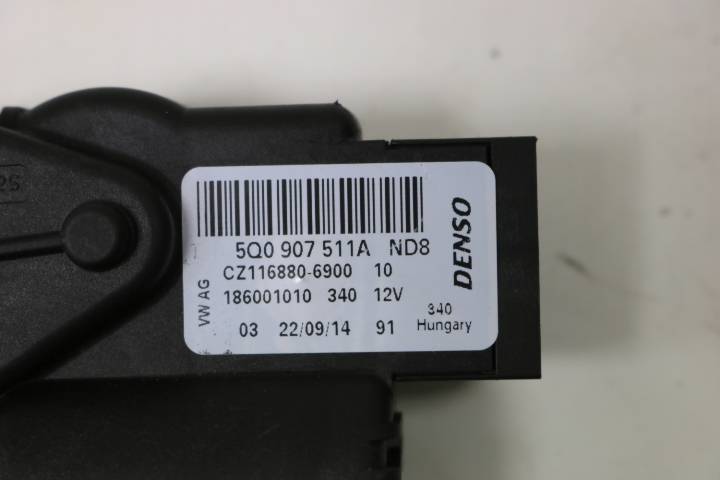 5Q0 907 511A ND8
CZ116880-6900 10
186001010 340 12V
03 22/09/14 91
VW AG
DENSO
340
Hungary